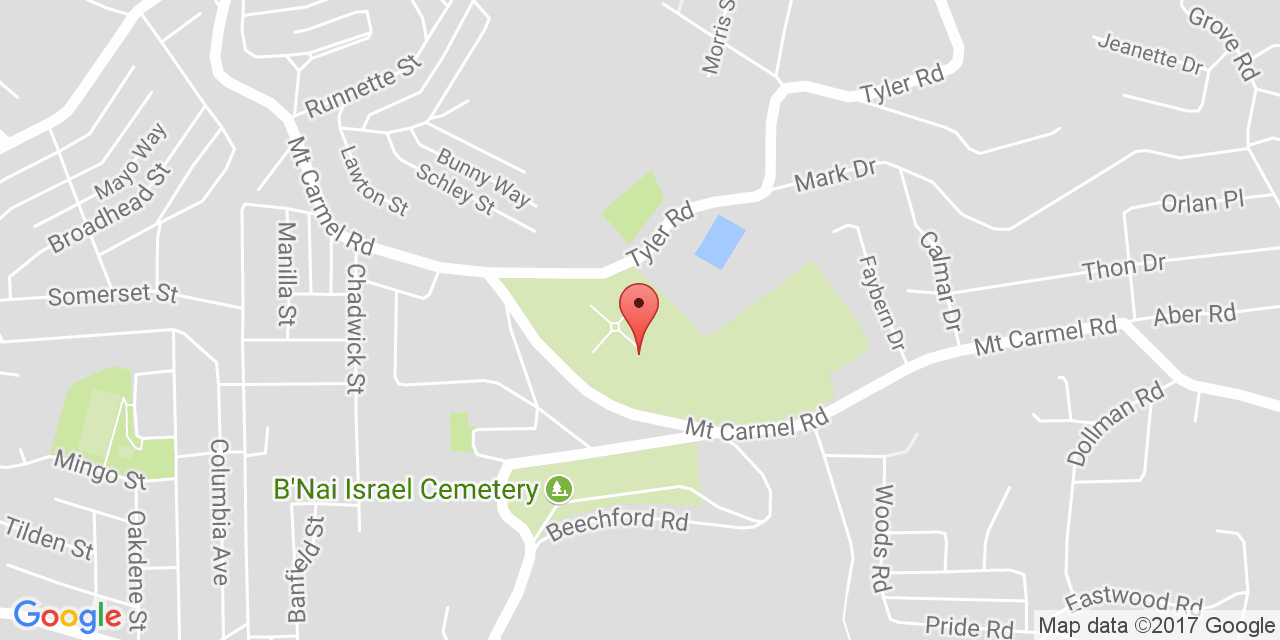 Morris S
Grove Rd
Jeanette Dr
Tyler Rd
Runnette St
Mayo Way
Broadhead St
Mt Carmel Rd
Lawton St
Bunny Way
Schley St
Mark Dr
Orlan Pl
Tyler Rd
Manilla St
Chadwick St
Somerset St
Faybern Dr
Calmar Dr
Thon Dr
Aber Rd
Mt Carmel Rd
Mt Carmel Rd
Dollman Rd
Mingo St
Columbia Ave
B'Nai Israel Cemetery
Beechford Rd
Woods Rd
Tilden St
Oakdene St
Banfield St
Eastwood Rd
Pride Rd
Google
Map data ©2017 Google